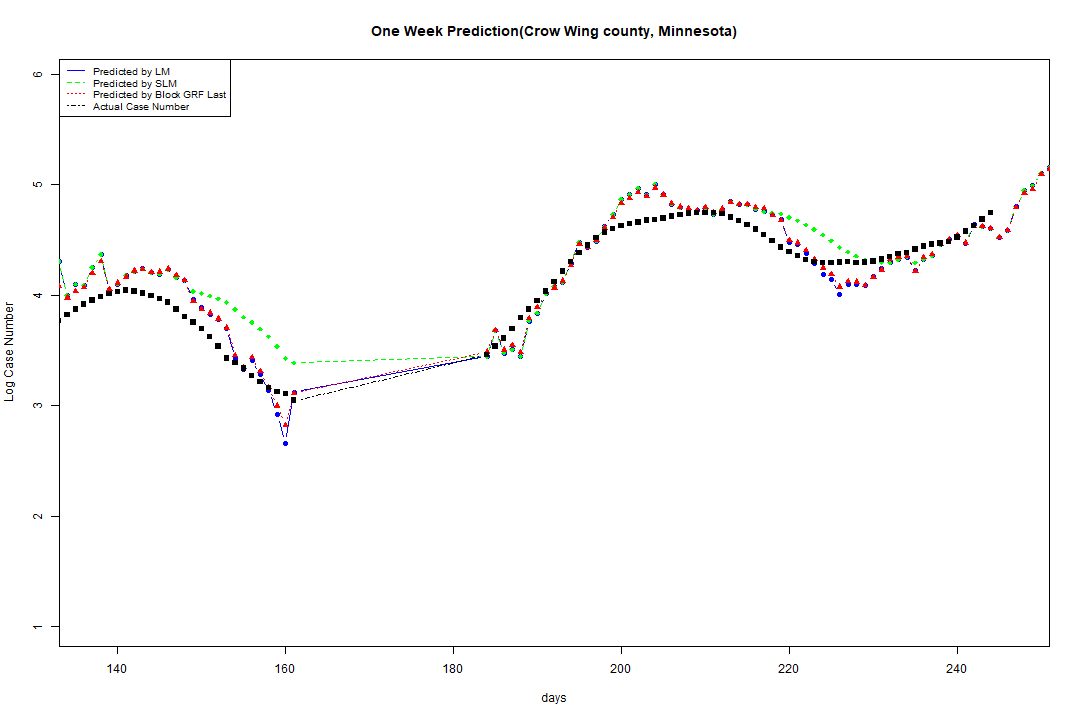 One Week Prediction(Crow Wing county, Minnesota)
Predicted by LM
Predicted by SLM
Predicted by Block GRF Last
Actual Case Number
6
5
4
3
2
1
Log Case Number
140 160 180 200 220 240
days